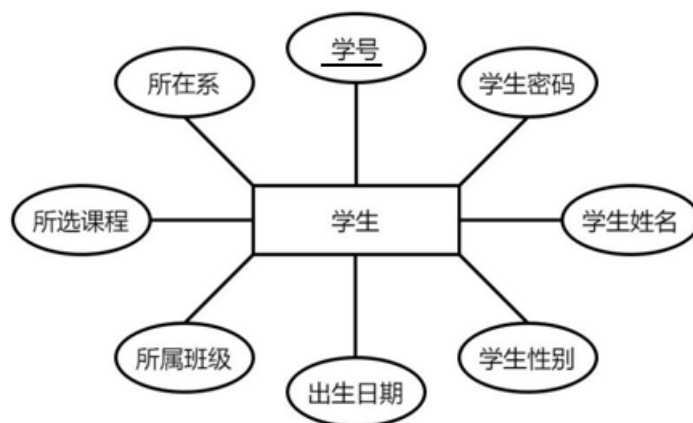 学号
所在系
学生密码
所选课程
学生
学生姓名
所属班级
学生性别
出生日期